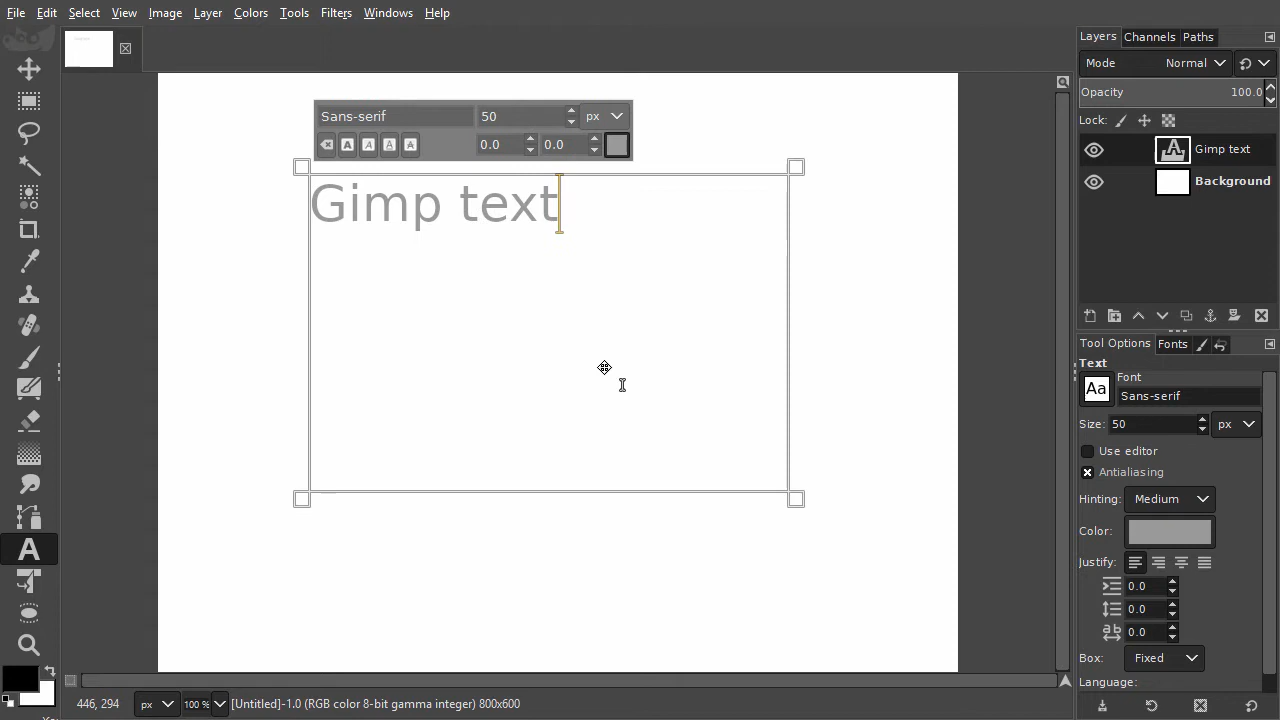 File Edit Select View Image Layer Colors Tools Filters Windows Help
Layers Channels Paths
Mode Normal
Opacity 100.0
Sans-serif 50 px
Lock:
A A A A 0.0 0.0
Gimp text
Gimp text
Background
Tool Options Fonts
Text
Aa Font
Sans-serif
Size: 50 px
Use editor
Antialiasing
Hinting: Medium
Color:
Justify:
0.0
0.0
ab 0.0
Box: Fixed
Language:
446, 294 px 100 % [Untitled]-1.0 (RGB color 8-bit gamma integer) 800x600